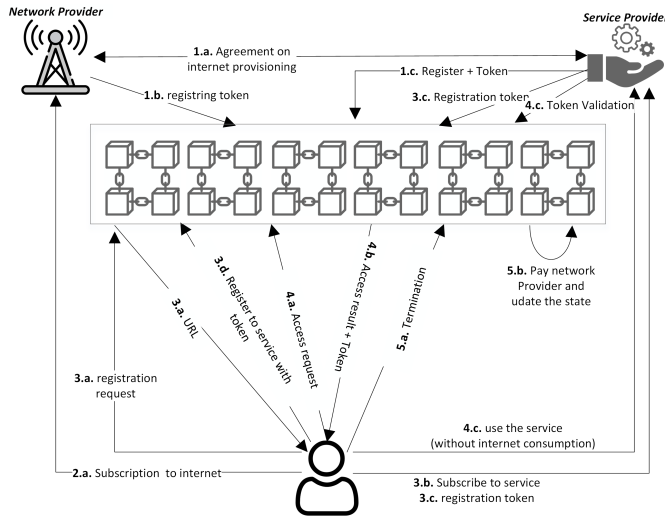 Network Provider
Service Provider
1.a. Agreement on
internet provisioning
1.b. registring token
1.c. Register + Token
3.c. Registration token
4.c. Token Validation
3.a. URL
3.d. Register to service with
token
4.a. Access request
4.b. Access result + Token
5.a. Termination
5.b. Pay network
Provider and
udate the state
3.a. registration
request
4.c. use the service
(without internet consumption)
2.a. Subscription to internet
3.b. Subscribe to service
3.c. registration token